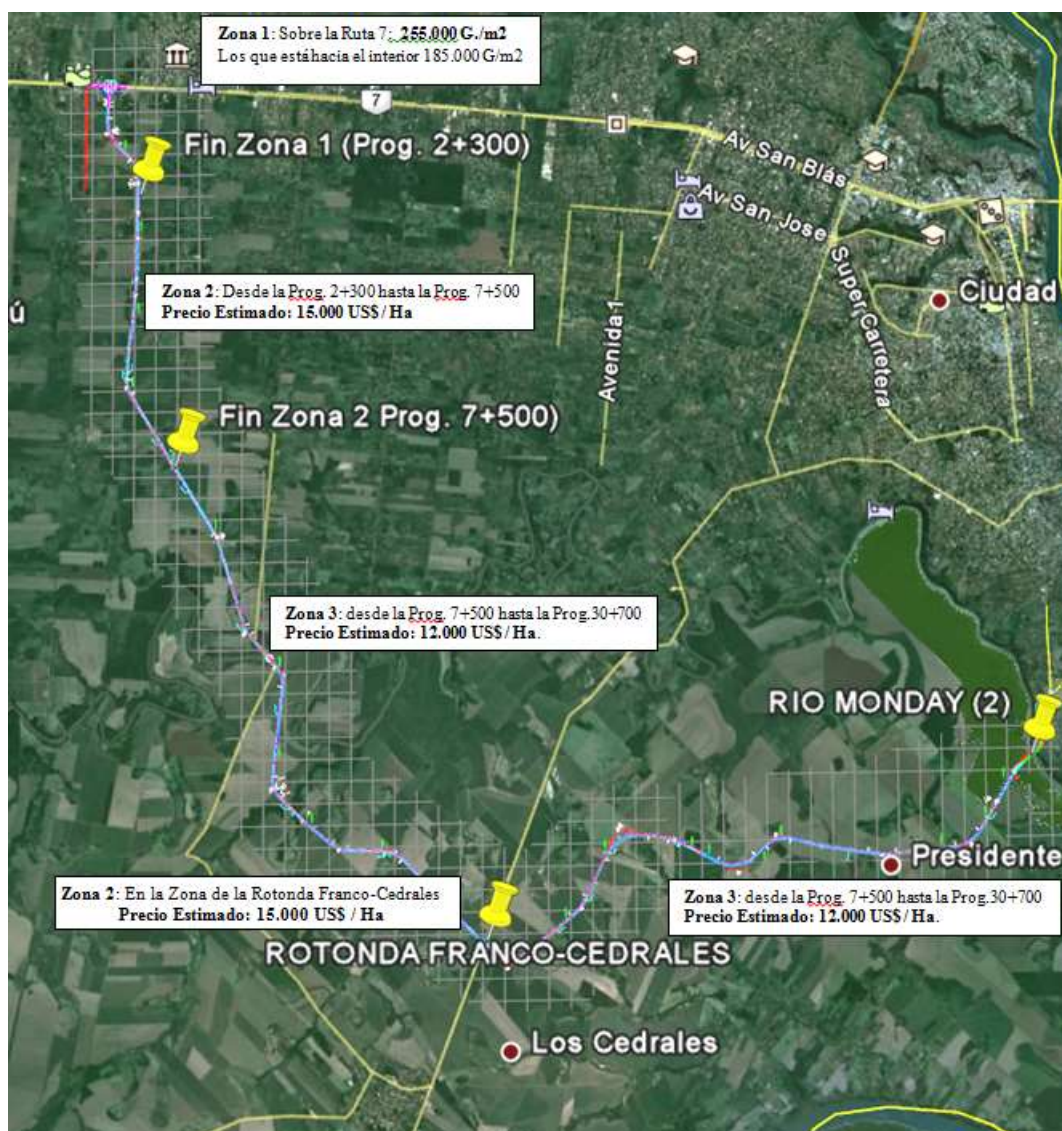 Zona 1: Sobre la Ruta 7: 255.000 G./m2
Los que estáhacia el interior 185.000 G/m2
7
Fin Zona 1 (Prog. 2+300)
Av San Blás
Av San Jose
Super Carretera
Ciudad
Zona 2: Desde la Prog. 2+300 hasta la Prog. 7+500
Precio Estimado: 15.000 US$ / Ha
ú
Avenida 1
Fin Zona 2 Prog. 7+500)
Zona 3: desde la Prog. 7+500 hasta la Prog.30+700
Precio Estimado: 12.000 US$ / Ha.
RIO MONDAY (2)
Presidente
Zona 2: En la Zona de la Rotonda Franco-Cedrales
Precio Estimado: 15.000 US$ / Ha
Zona 3: desde la Prog. 7+500 hasta la Prog.30+700
Precio Estimado: 12.000 US$ / Ha.
ROTONDA FRANCO-CEDRALES
Los Cedrales